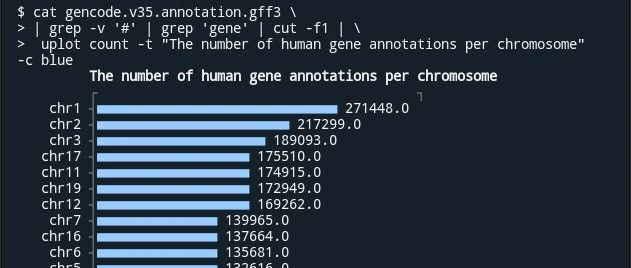 $ cat gencode.v35.annotation.gff3 \
> | grep -v '#' | grep 'gene' | cut -f1 | \
>  uplot count -t "The number of human gene annotations per chromosome"
-c blue
The number of human gene annotations per chromosome
chr1 271448.0
chr2 217299.0
chr3 189093.0
chr17 175510.0
chr11 174915.0
chr19 172949.0
chr12 169262.0
chr7 139965.0
chr16 137664.0
chr6 135681.0
chr5 132616.0